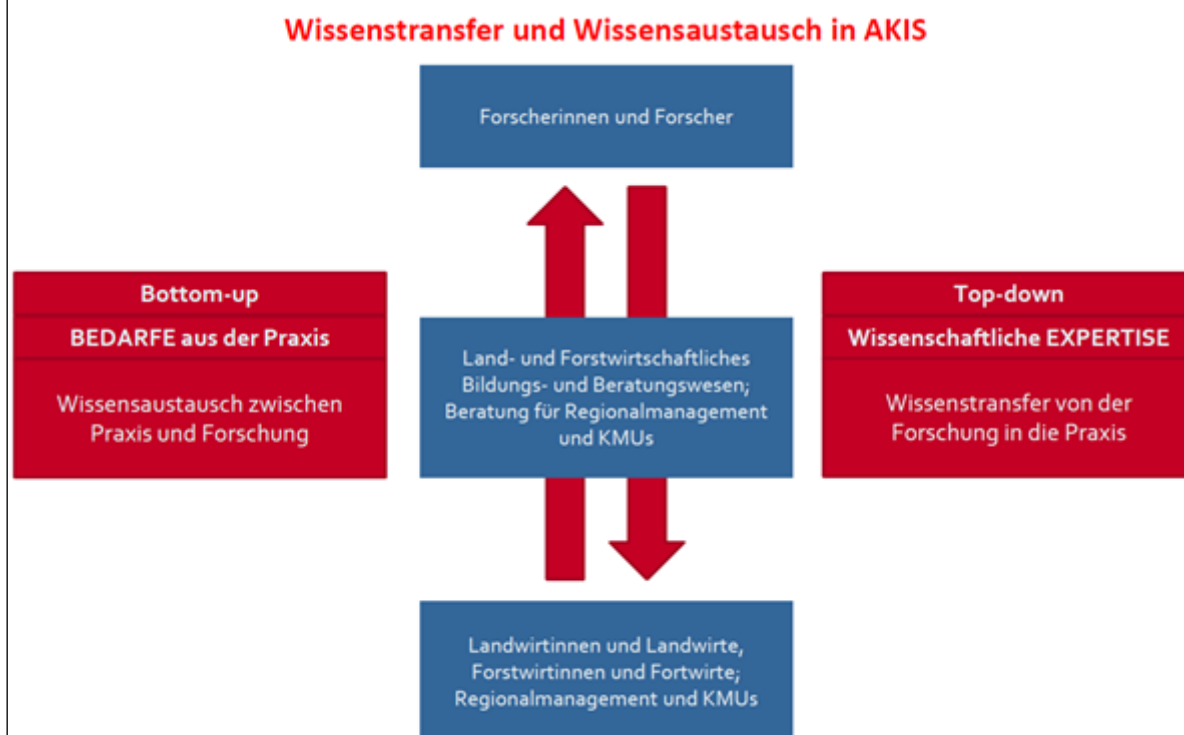 Wissenstransfer und Wissensaustausch in AKIS
Forscherinnen und Forscher
Bottom-up
BEDARFE aus der Praxis
Wissensaustausch zwischen
Praxis und Forschung
Land- und Forstwirtschaftliches
Bildungs- und Beratungswesen;
Beratung für Regionalmanagement
und KMUs
Top-down
Wissenschaftliche EXPERTISE
Wissenstransfer von der
Forschung in die Praxis
Landwirtinnen und Landwirte,
Forstwirtinnen und Fortwirte;
Regionalmanagement und KMUs